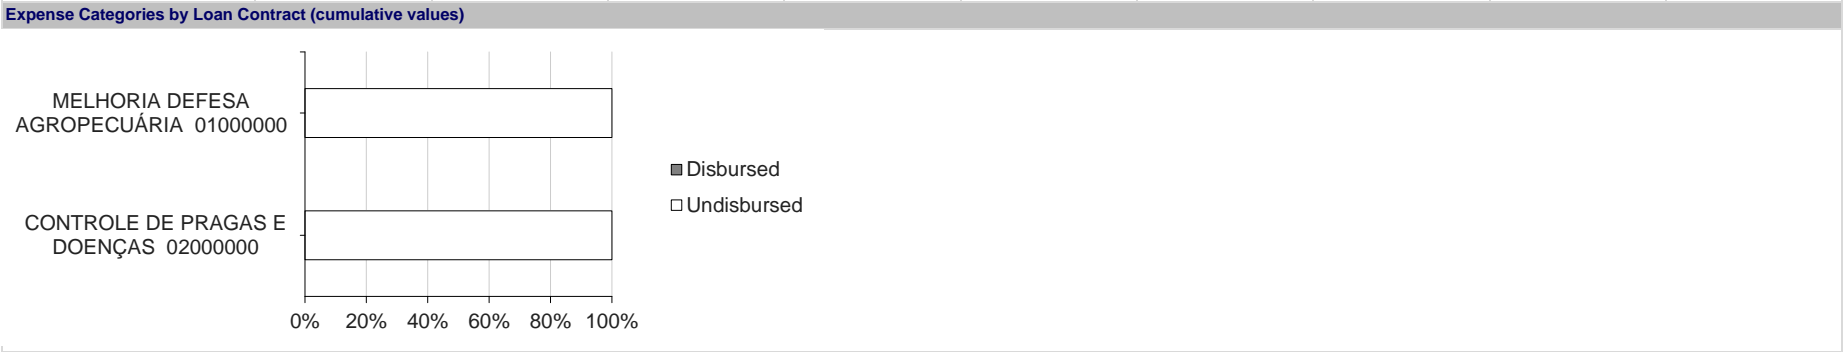 Expense Categories by Loan Contract (cumulative values)
MELHORIA DEFESA
AGROPECUÁRIA 01000000
CONTROLE DE PRAGAS E
DOENÇAS 02000000
Disbursed
Undisbursed
0% 20% 40% 60% 80% 100%